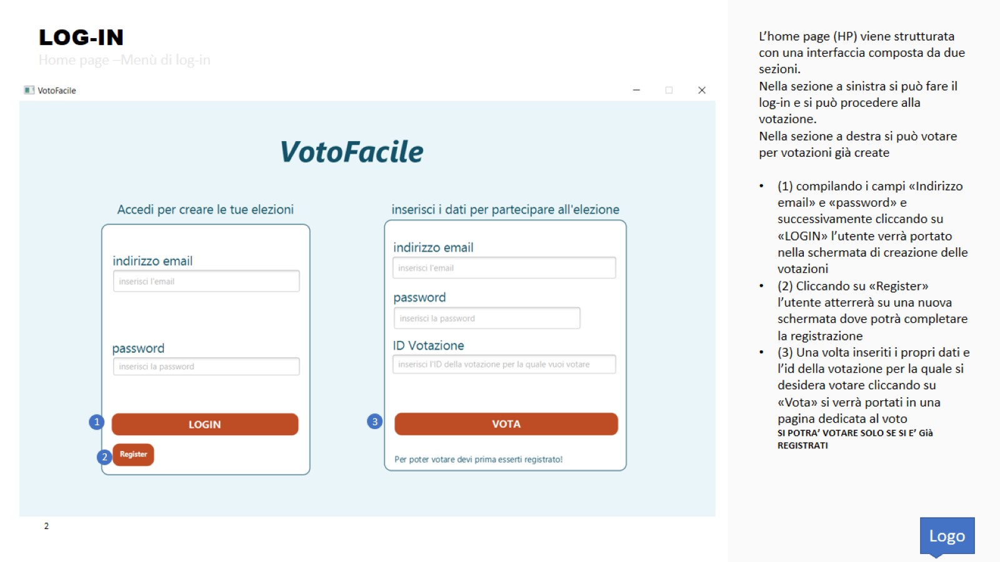 LOG-IN
Home page –Menù di log-in
VotoFacile
VotoFacile
Accedi per creare le tue elezioni
indirizzo email
inserisci l'email
password
inserisci la password
1
LOGIN
2
Register
inserisci i dati per partecipare all'elezione
indirizzo email
inserisci l'email
password
inserisci la password
ID Votazione
inserisci l'ID della votazione per la quale vuoi votare
3
VOTA
Per poter votare devi prima esserti registrato!
2
L’home page (HP) viene strutturata
con una interfaccia composta da due
sezioni.
Nella sezione a sinistra si può fare il
log-in e si può procedere alla
votazione.
Nella sezione a destra si può votare
per votazioni già create
• (1) compilando i campi «Indirizzo
email» e «password» e
successivamente cliccando su
«LOGIN» l’utente verrà portato
nella schermata di creazione delle
votazioni
• (2) Cliccando su «Register»
l’utente atterrerà su una nuova
schermata dove potrà completare
la registrazione
• (3) Una volta inseriti i propri dati e
l’id della votazione per la quale si
desidera votare cliccando su
«Vota» si verrà portati in una
pagina dedicata al voto
SI POTRA’ VOTARE SOLO SE SI E’ Già
REGISTRATI
Logo